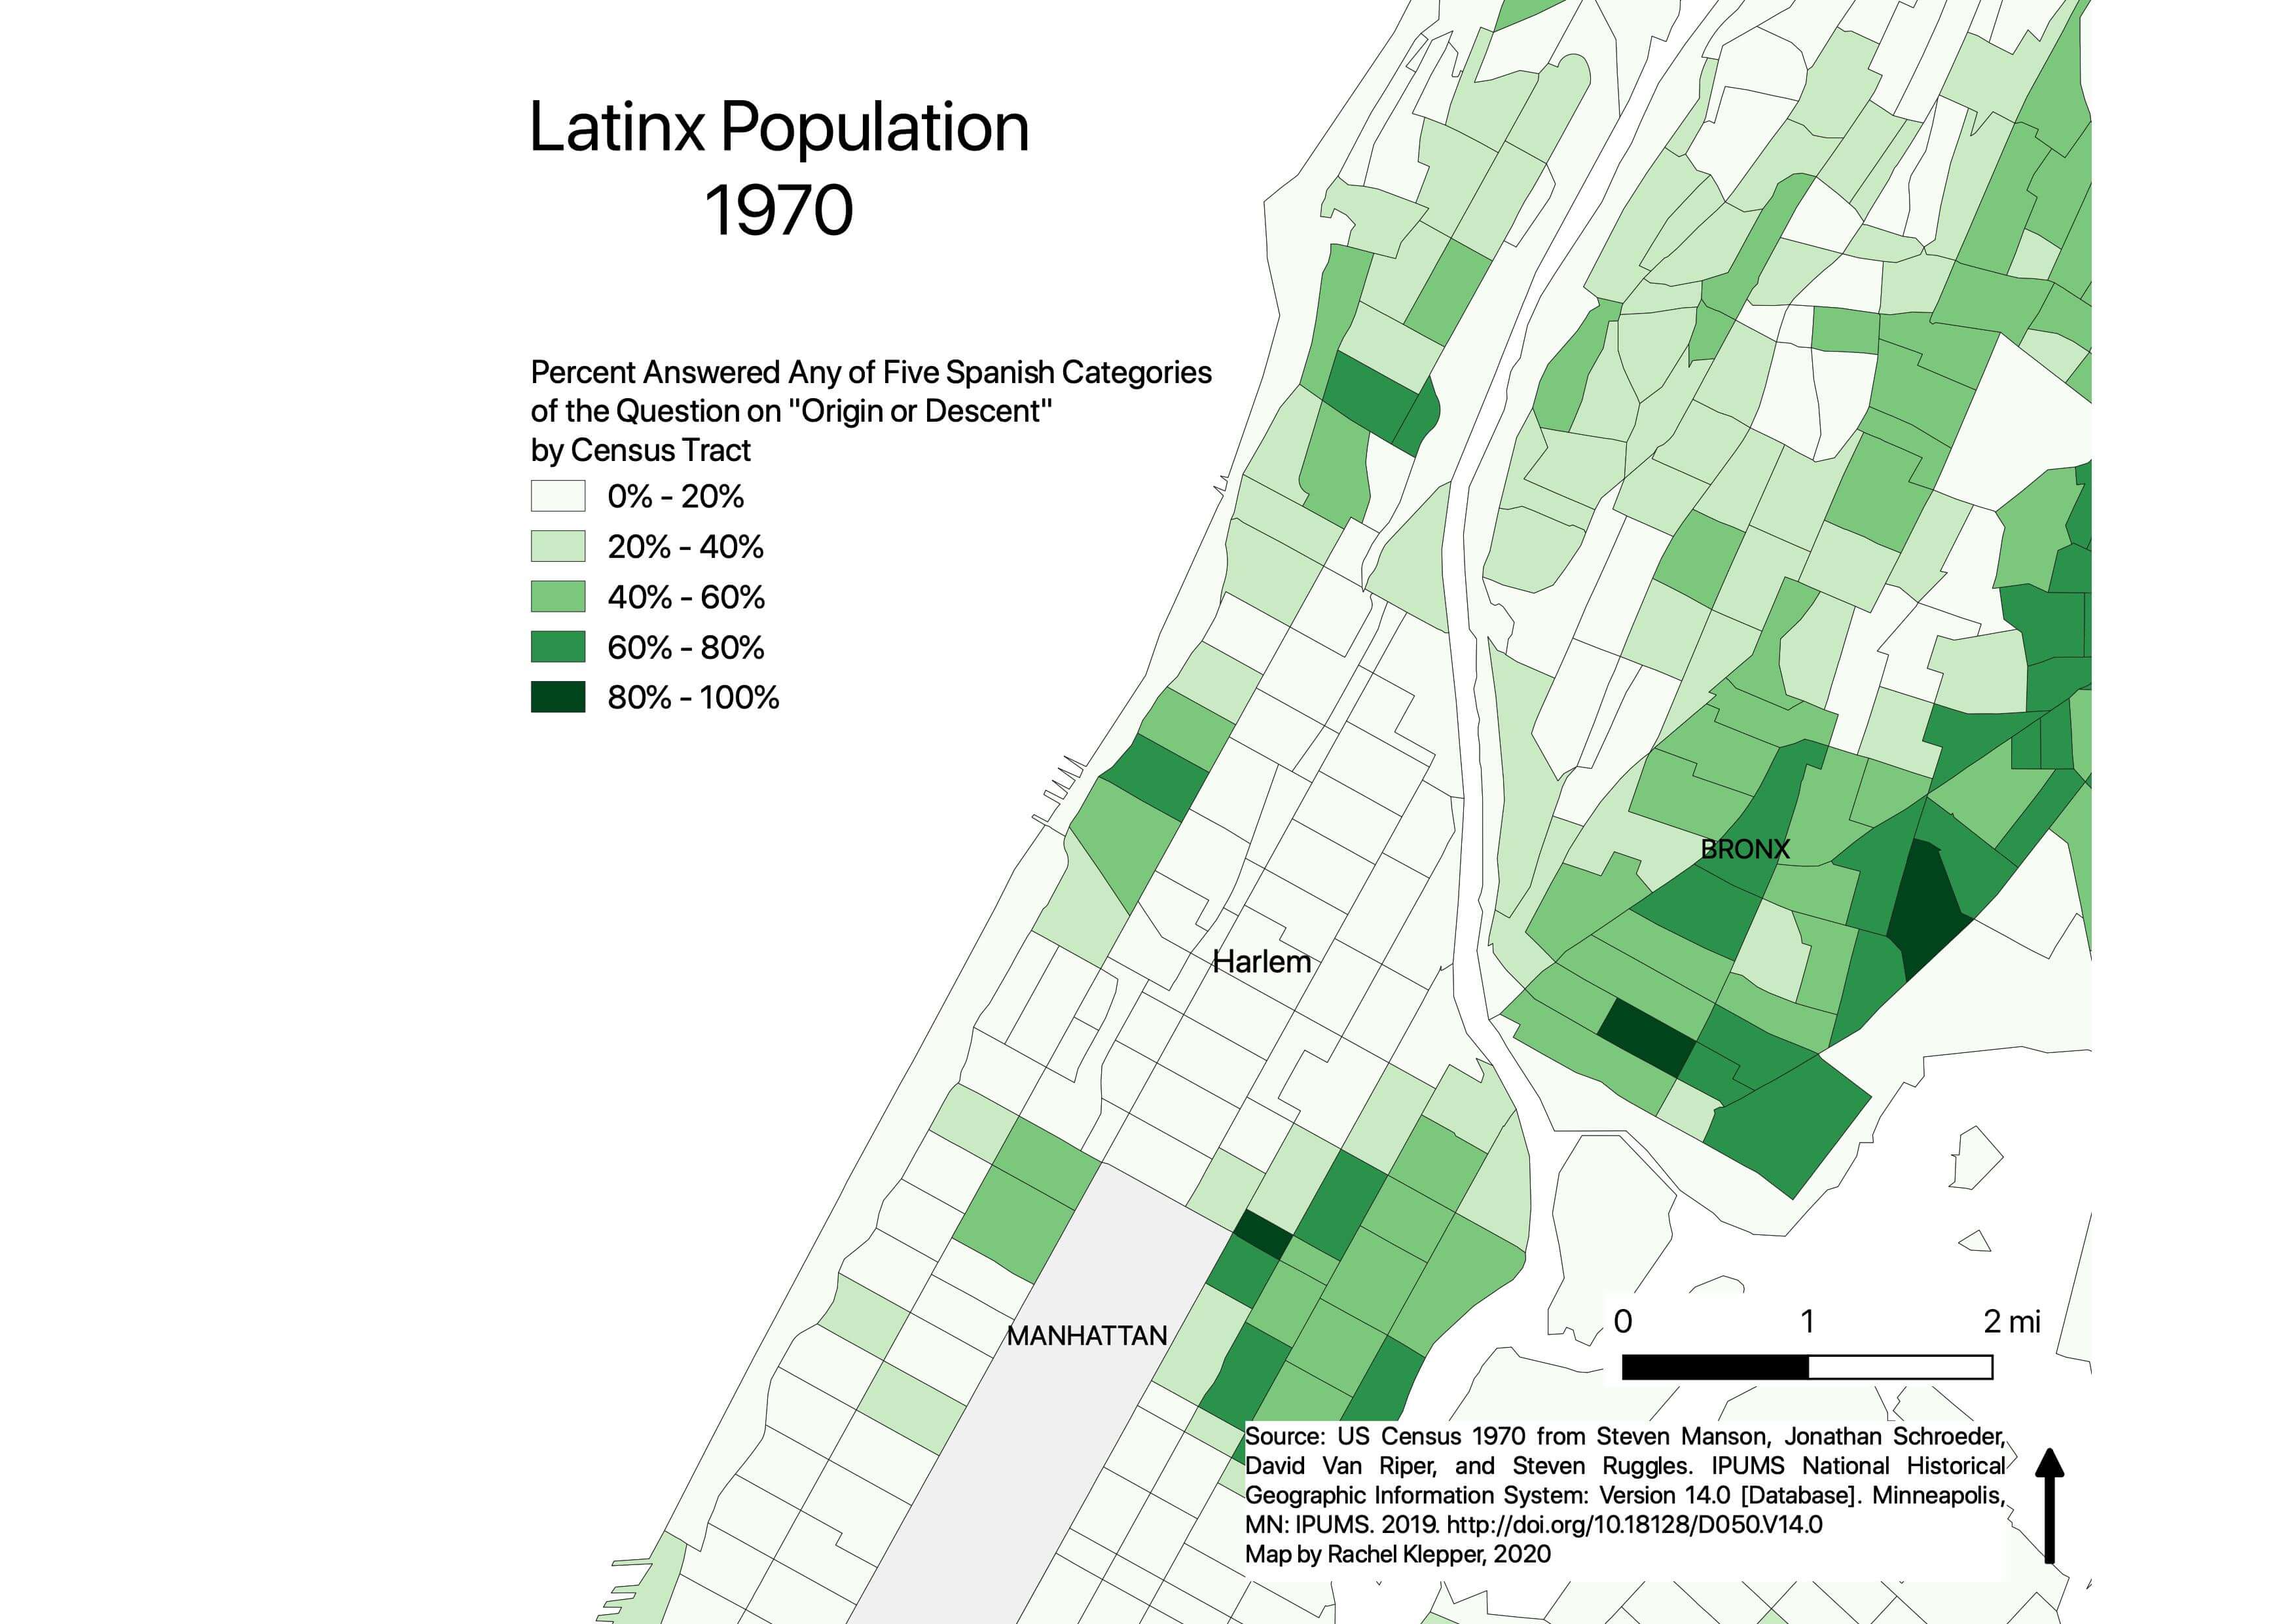 Latinx Population
1970
Percent Answered Any of Five Spanish Categories
of the Question on "Origin or Descent"
by Census Tract
0% - 20%
20% - 40%
40% - 60%
60% - 80%
80% - 100%
BRONX
Harlem
MANHATTAN
0 1 2 mi
Source: US Census 1970 from Steven Manson, Jonathan Schroeder,
David Van Riper, and Steven Ruggles. IPUMS National Historical
Geographic Information System: Version 14.0 [Database]. Minneapolis,
MN: IPUMS. 2019. http://doi.org/10.18128/D050.V14.0
Map by Rachel Klepper, 2020